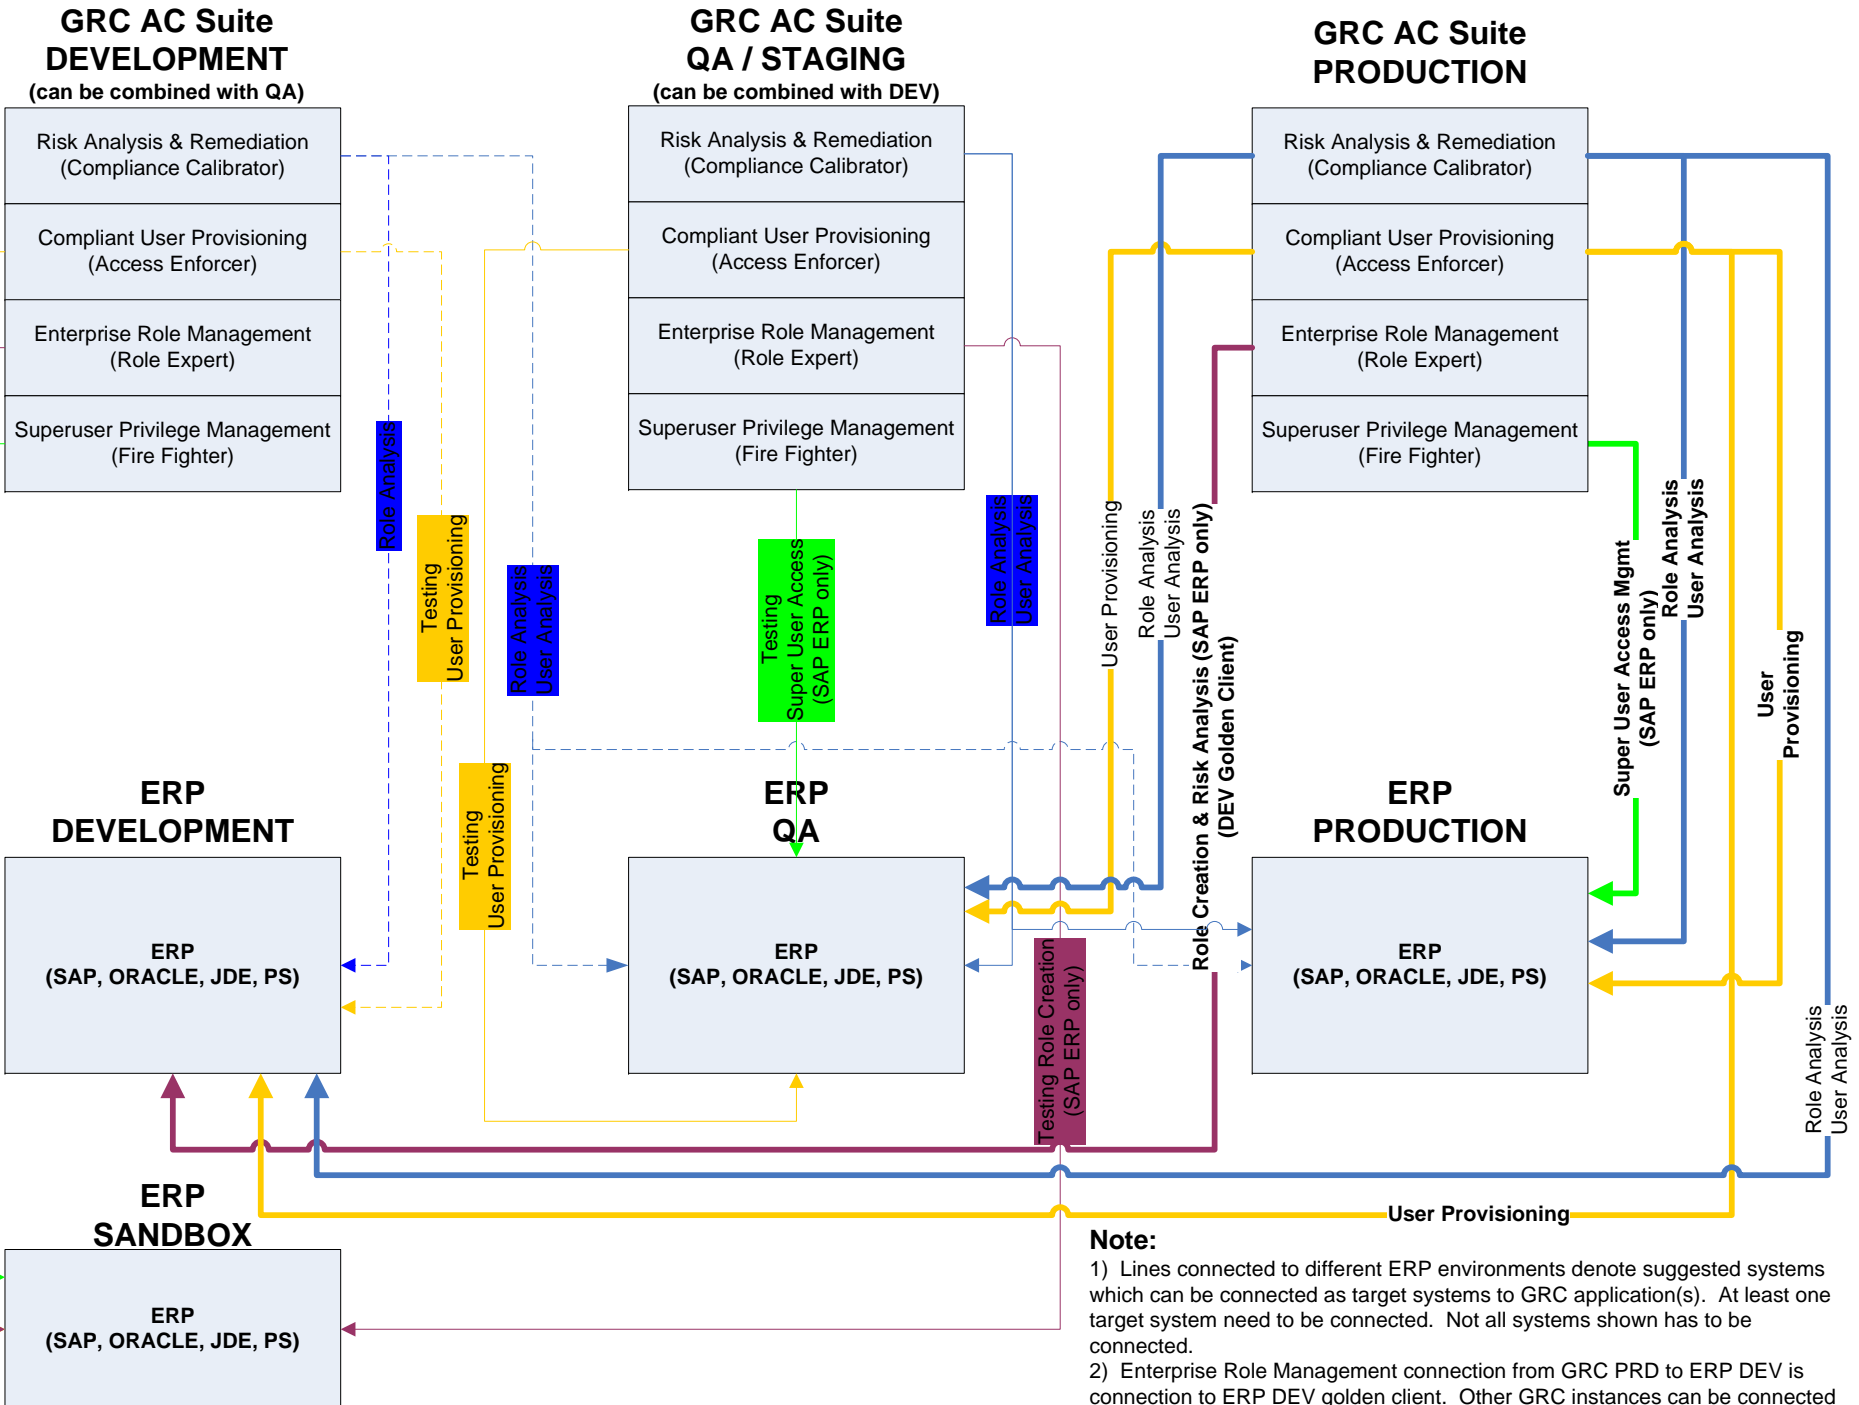 GRC AC Suite
DEVELOPMENT
(can be combined with QA)
Risk Analysis & Remediation
(Compliance Calibrator)
Compliant User Provisioning
(Access Enforcer)
Enterprise Role Management
(Role Expert)
Superuser Privilege Management
(Fire Fighter)
GRC AC Suite
QA / STAGING
(can be combined with DEV)
Risk Analysis & Remediation
(Compliance Calibrator)
Compliant User Provisioning
(Access Enforcer)
Enterprise Role Management
(Role Expert)
Superuser Privilege Management
(Fire Fighter)
GRC AC Suite
PRODUCTION
Risk Analysis & Remediation
(Compliance Calibrator)
Compliant User Provisioning
(Access Enforcer)
Enterprise Role Management
(Role Expert)
Superuser Privilege Management
(Fire Fighter)
Role Analysis
Testing
User Provisioning
Testing
User Provisioning
Role Analysis
User Analysis
Testing
Super User Access
(SAP ERP only)
Role Analysis
User Analysis
Testing Role Creation
(SAP ERP only)
User Provisioning
Role Analysis
User Analysis
Role Creation & Risk Analysis (SAP ERP only)
(DEV Golden Client)
Super User Access Mgmt
(SAP ERP only)
Role Analysis
User Analysis
User
Provisioning
Role Analysis
User Analysis
ERP
DEVELOPMENT
ERP
(SAP, ORACLE, JDE, PS)
ERP
QA
ERP
(SAP, ORACLE, JDE, PS)
ERP
PRODUCTION
ERP
(SAP, ORACLE, JDE, PS)
User Provisioning
ERP
SANDBOX
ERP
(SAP, ORACLE, JDE, PS)
Note:
1) Lines connected to different ERP environments denote suggested systems
which can be connected as target systems to GRC application(s). At least one
target system need to be connected. Not all systems shown has to be
connected.
2) Enterprise Role Management connection from GRC PRD to ERP DEV is
connection to ERP DEV golden client. Other GRC instances can be connected